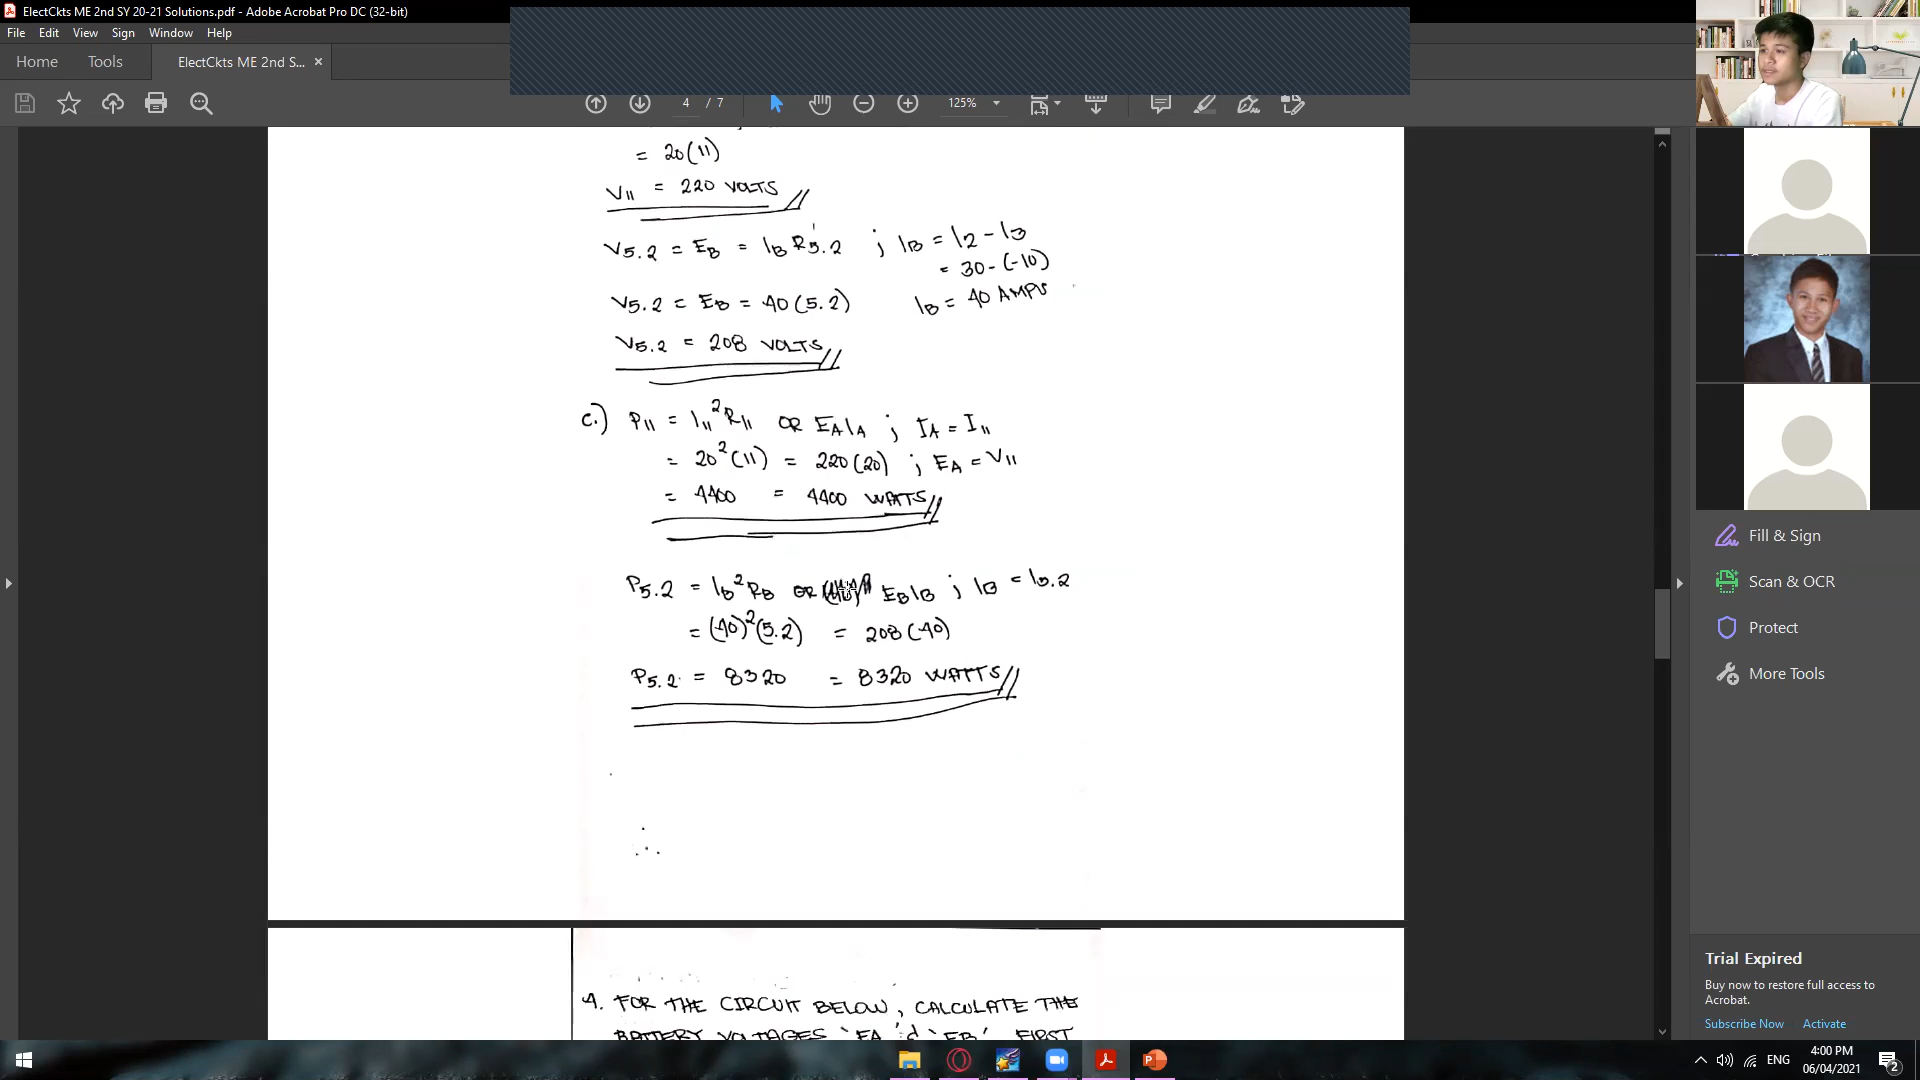 ElectCkts ME 2nd SY 20-21 Solutions.pdf - Adobe Acrobat Pro DC (32-bit)
File Edit View Sign Window Help
Home Tools ElectCkts ME 2nd S... ×
4 / 7 125%
= 20(11)
V11 = 220 VOLTS
V5.2 = EB = IB R5.2 ; IB = I2 - I3
= 30 - (-10)
V5.2 = EB = 40(5.2) IB = 40 AMPS
V5.2 = 208 VOLTS
C.) P11 = I11²R11 OR EAIA ; IA = I11
= 20²(11) = 220(20) ; EA = V11
= 4400 = 4400 WATTS
P5.2 = IB²RB OR EBIB ; IB = I5.2
= (40)²(5.2) = 208(40)
P5.2 = 8320 = 8320 WATTS
4. FOR THE CIRCUIT BELOW, CALCULATE THE
BATTERY VOLTAGES 'EA' & 'EB'. FIRST
Fill & Sign
Scan & OCR
Protect
More Tools
Trial Expired
Buy now to restore full access to
Acrobat.
Subscribe Now Activate
ENG
4:00 PM
06/04/2021
2